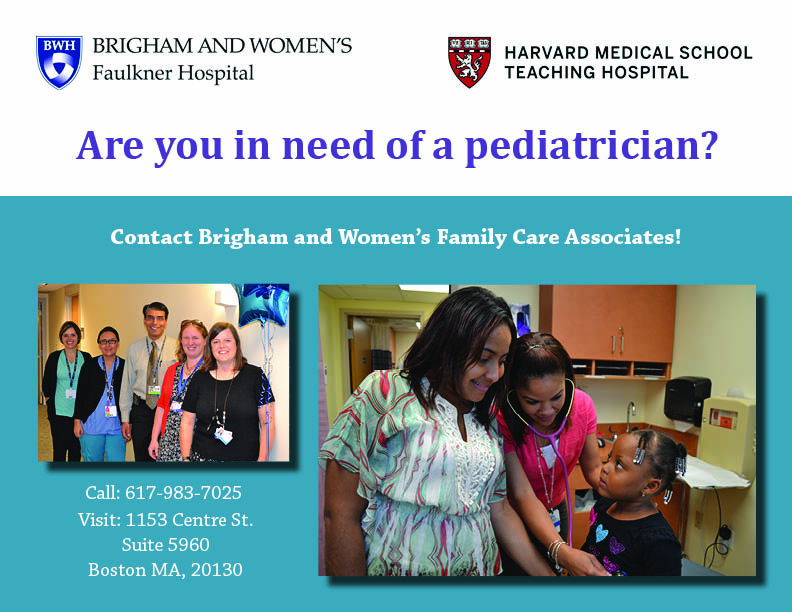 BWH
BRIGHAM AND WOMEN'S
Faulkner Hospital
HARVARD MEDICAL SCHOOL
TEACHING HOSPITAL
Are you in need of a pediatrician?
Contact Brigham and Women's Family Care Associates!
Call: 617-983-7025
Visit: 1153 Centre St.
Suite 5960
Boston MA, 20130